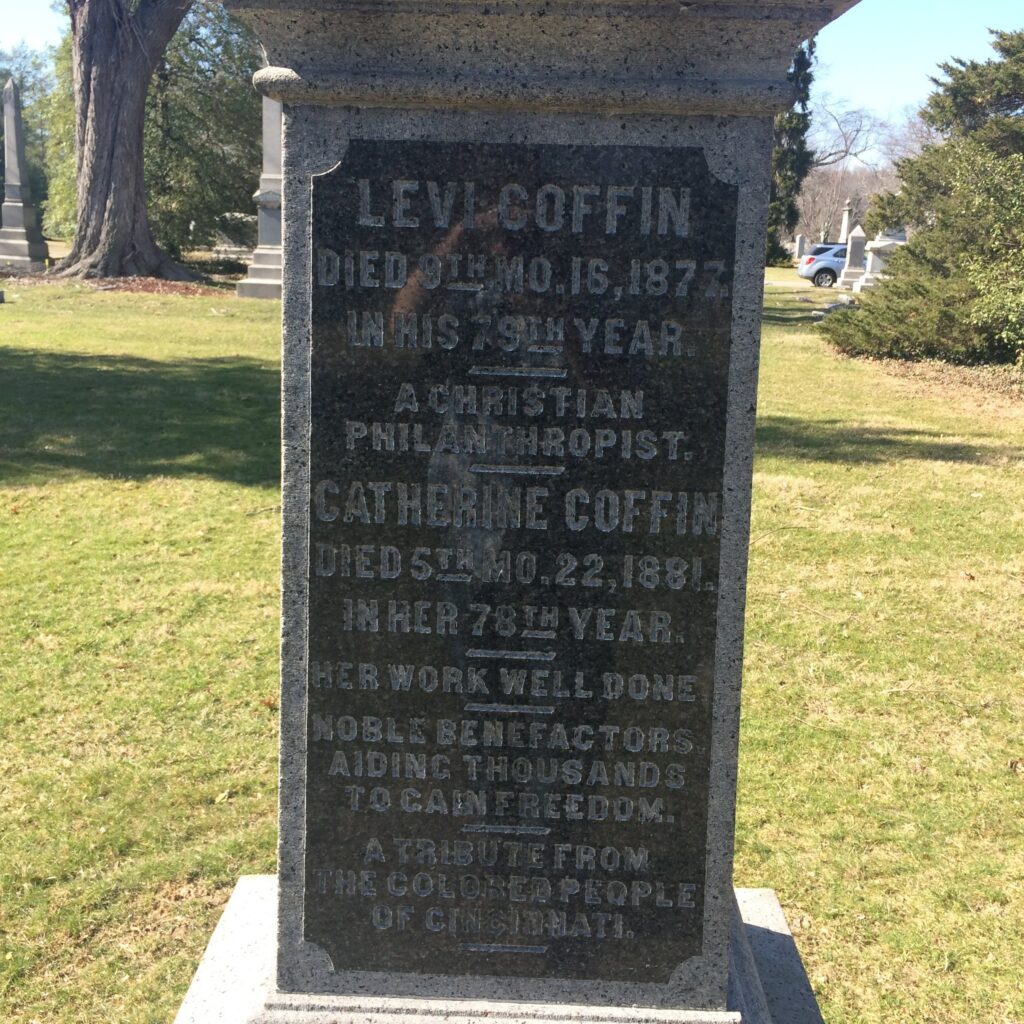 LEVI COFFIN
DIED 9TH MO. 16, 1877.
IN HIS 79TH YEAR.
A CHRISTIAN
PHILANTHROPIST.
CATHERINE COFFIN
DIED 5TH MO. 22, 1881.
IN HER 78TH YEAR.
HER WORK WELL DONE
NOBLE BENEFACTORS.
AIDING THOUSANDS
TO GAIN FREEDOM.
A TRIBUTE FROM
THE COLORED PEOPLE
OF CINCINNATI.